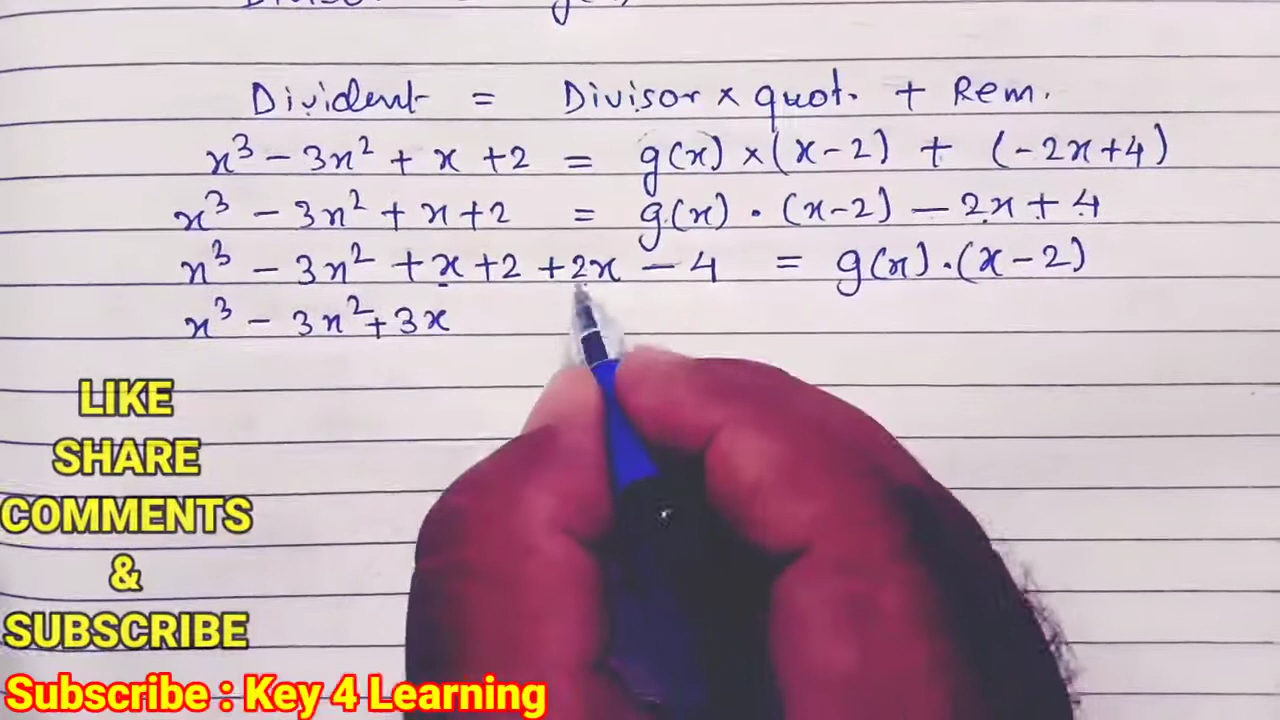 Divident = Divisor × quot. + Rem.
x³ - 3x² + x + 2 = g(x) × (x-2) + (-2x+4)
x³ - 3x² + x + 2 = g(x) . (x-2) - 2x + 4
x³ - 3x² + x + 2 + 2x - 4 = g(x) . (x-2)
x³ - 3x² + 3x
LIKE
SHARE
COMMENTS
&
SUBSCRIBE
Subscribe : Key 4 Learning